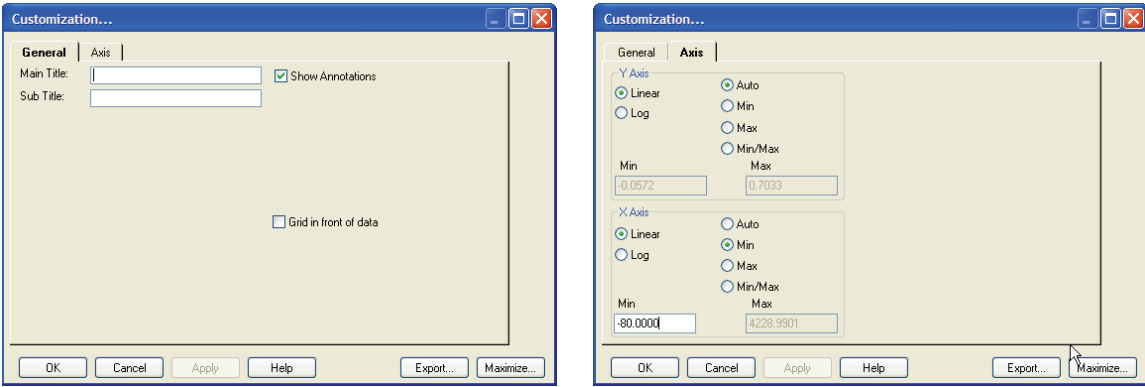 Customization...
General Axis
Main Title:
Show Annotations
Sub Title:
Grid in front of data
OK Cancel Apply Help Export... Maximize...
Customization...
General Axis
Y Axis
Auto
Linear
Min
Log
Max
Min/Max
Min Max
-0.0572 0.7033
X Axis
Auto
Linear
Min
Log
Max
Min/Max
Min Max
-80.0000 4228.9901
OK Cancel Apply Help Export... Maximize...